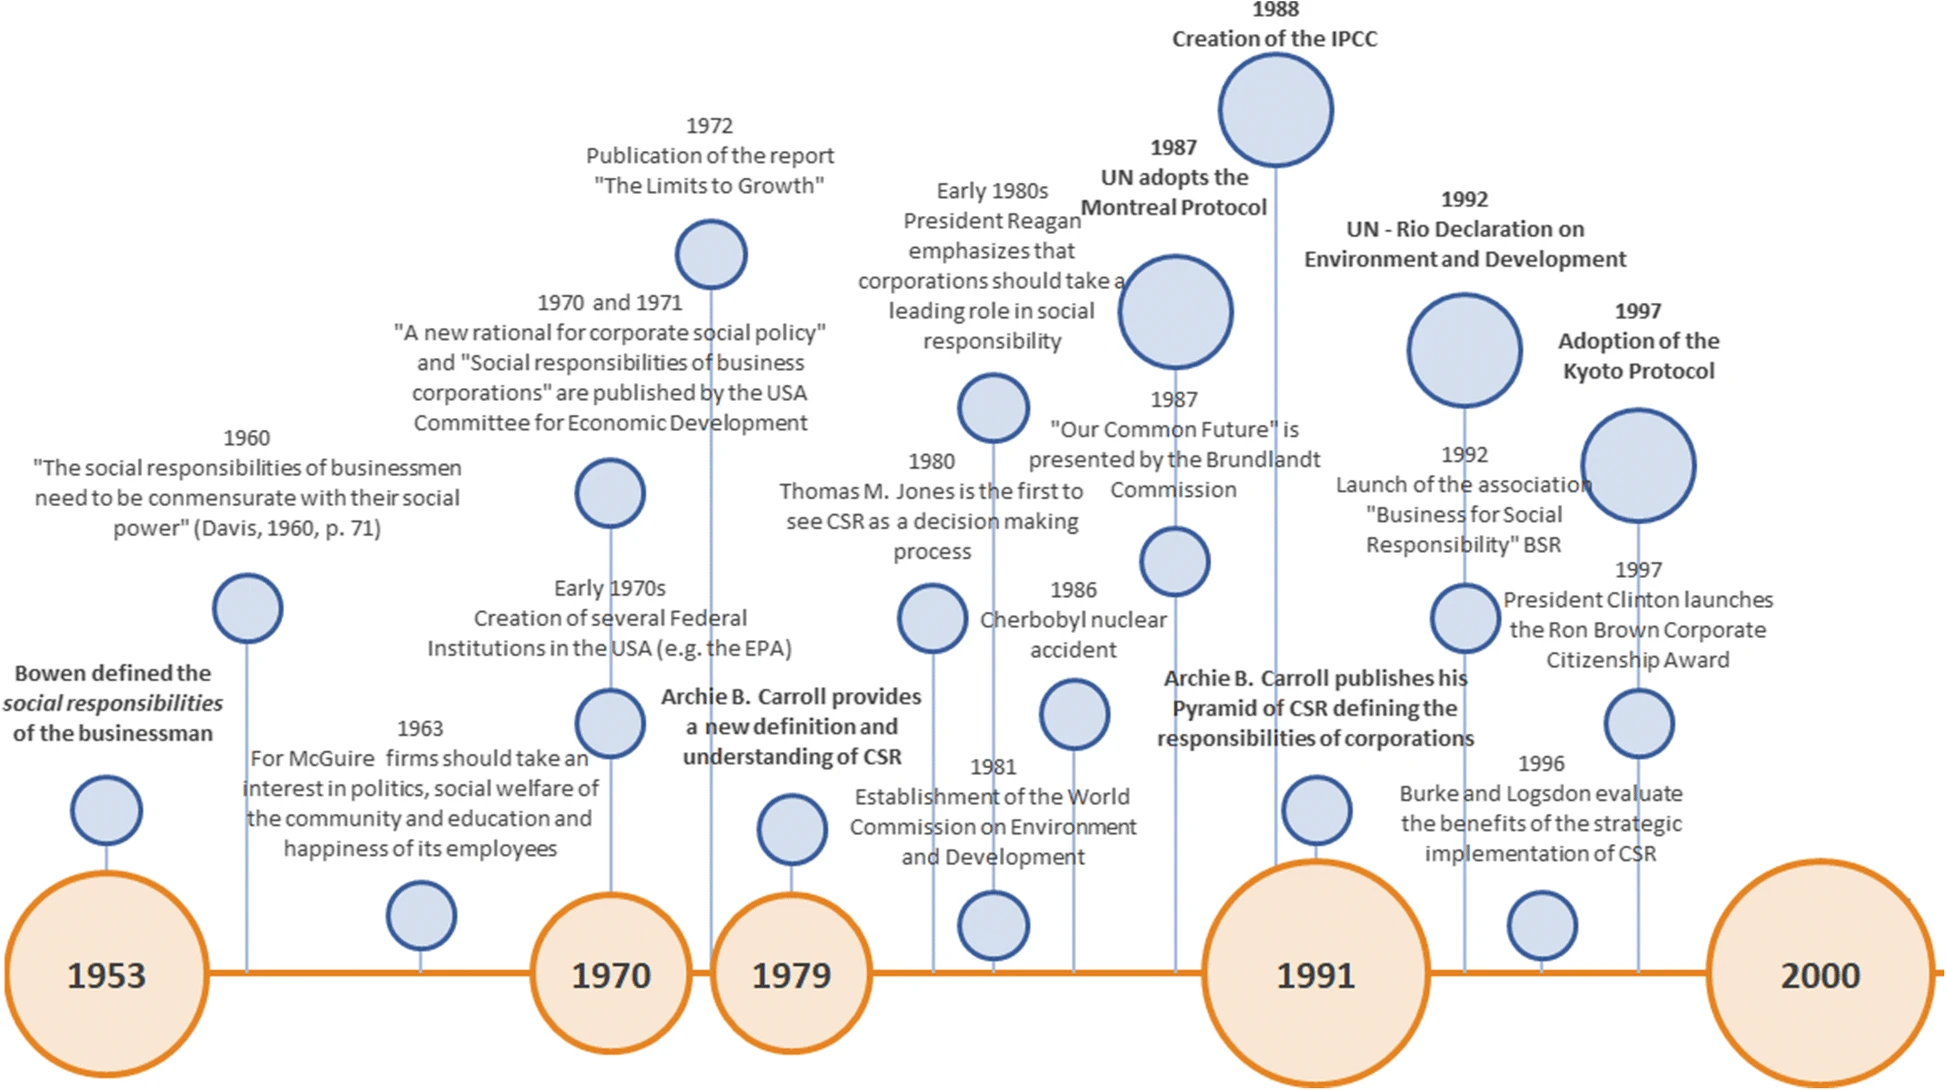 1988
Creation of the IPCC
1972
Publication of the report
"The Limits to Growth"
1987
UN adopts the
Montreal Protocol
Early 1980s
President Reagan
emphasizes that
corporations should take a
leading role in social
responsibility
1992
UN - Rio Declaration on
Environment and Development
1997
Adoption of the
Kyoto Protocol
1970 and 1971
"A new rational for corporate social policy"
and "Social responsibilities of business
corporations" are published by the USA
Committee for Economic Development
1987
"Our Common Future" is
presented by the Brundlandt
Commission
1960
"The social responsibilities of businessmen
need to be conmensurate with their social
power" (Davis, 1960, p. 71)
1980
Thomas M. Jones is the first to
see CSR as a decision making
process
1992
Launch of the association
"Business for Social
Responsibility" BSR
Early 1970s
Creation of several Federal
Institutions in the USA (e.g. the EPA)
1986
Cherbobyl nuclear
accident
1997
President Clinton launches
the Ron Brown Corporate
Citizenship Award
Bowen defined the
social responsibilities
of the businessman
1963
For McGuire firms should take an
interest in politics, social welfare of
the community and education and
happiness of its employees
Archie B. Carroll provides
a new definition and
understanding of CSR
1981
Establishment of the World
Commission on Environment
and Development
Archie B. Carroll publishes his
Pyramid of CSR defining the
responsibilities of corporations
1996
Burke and Logsdon evaluate
the benefits of the strategic
implementation of CSR
1953
1970
1979
1991
2000